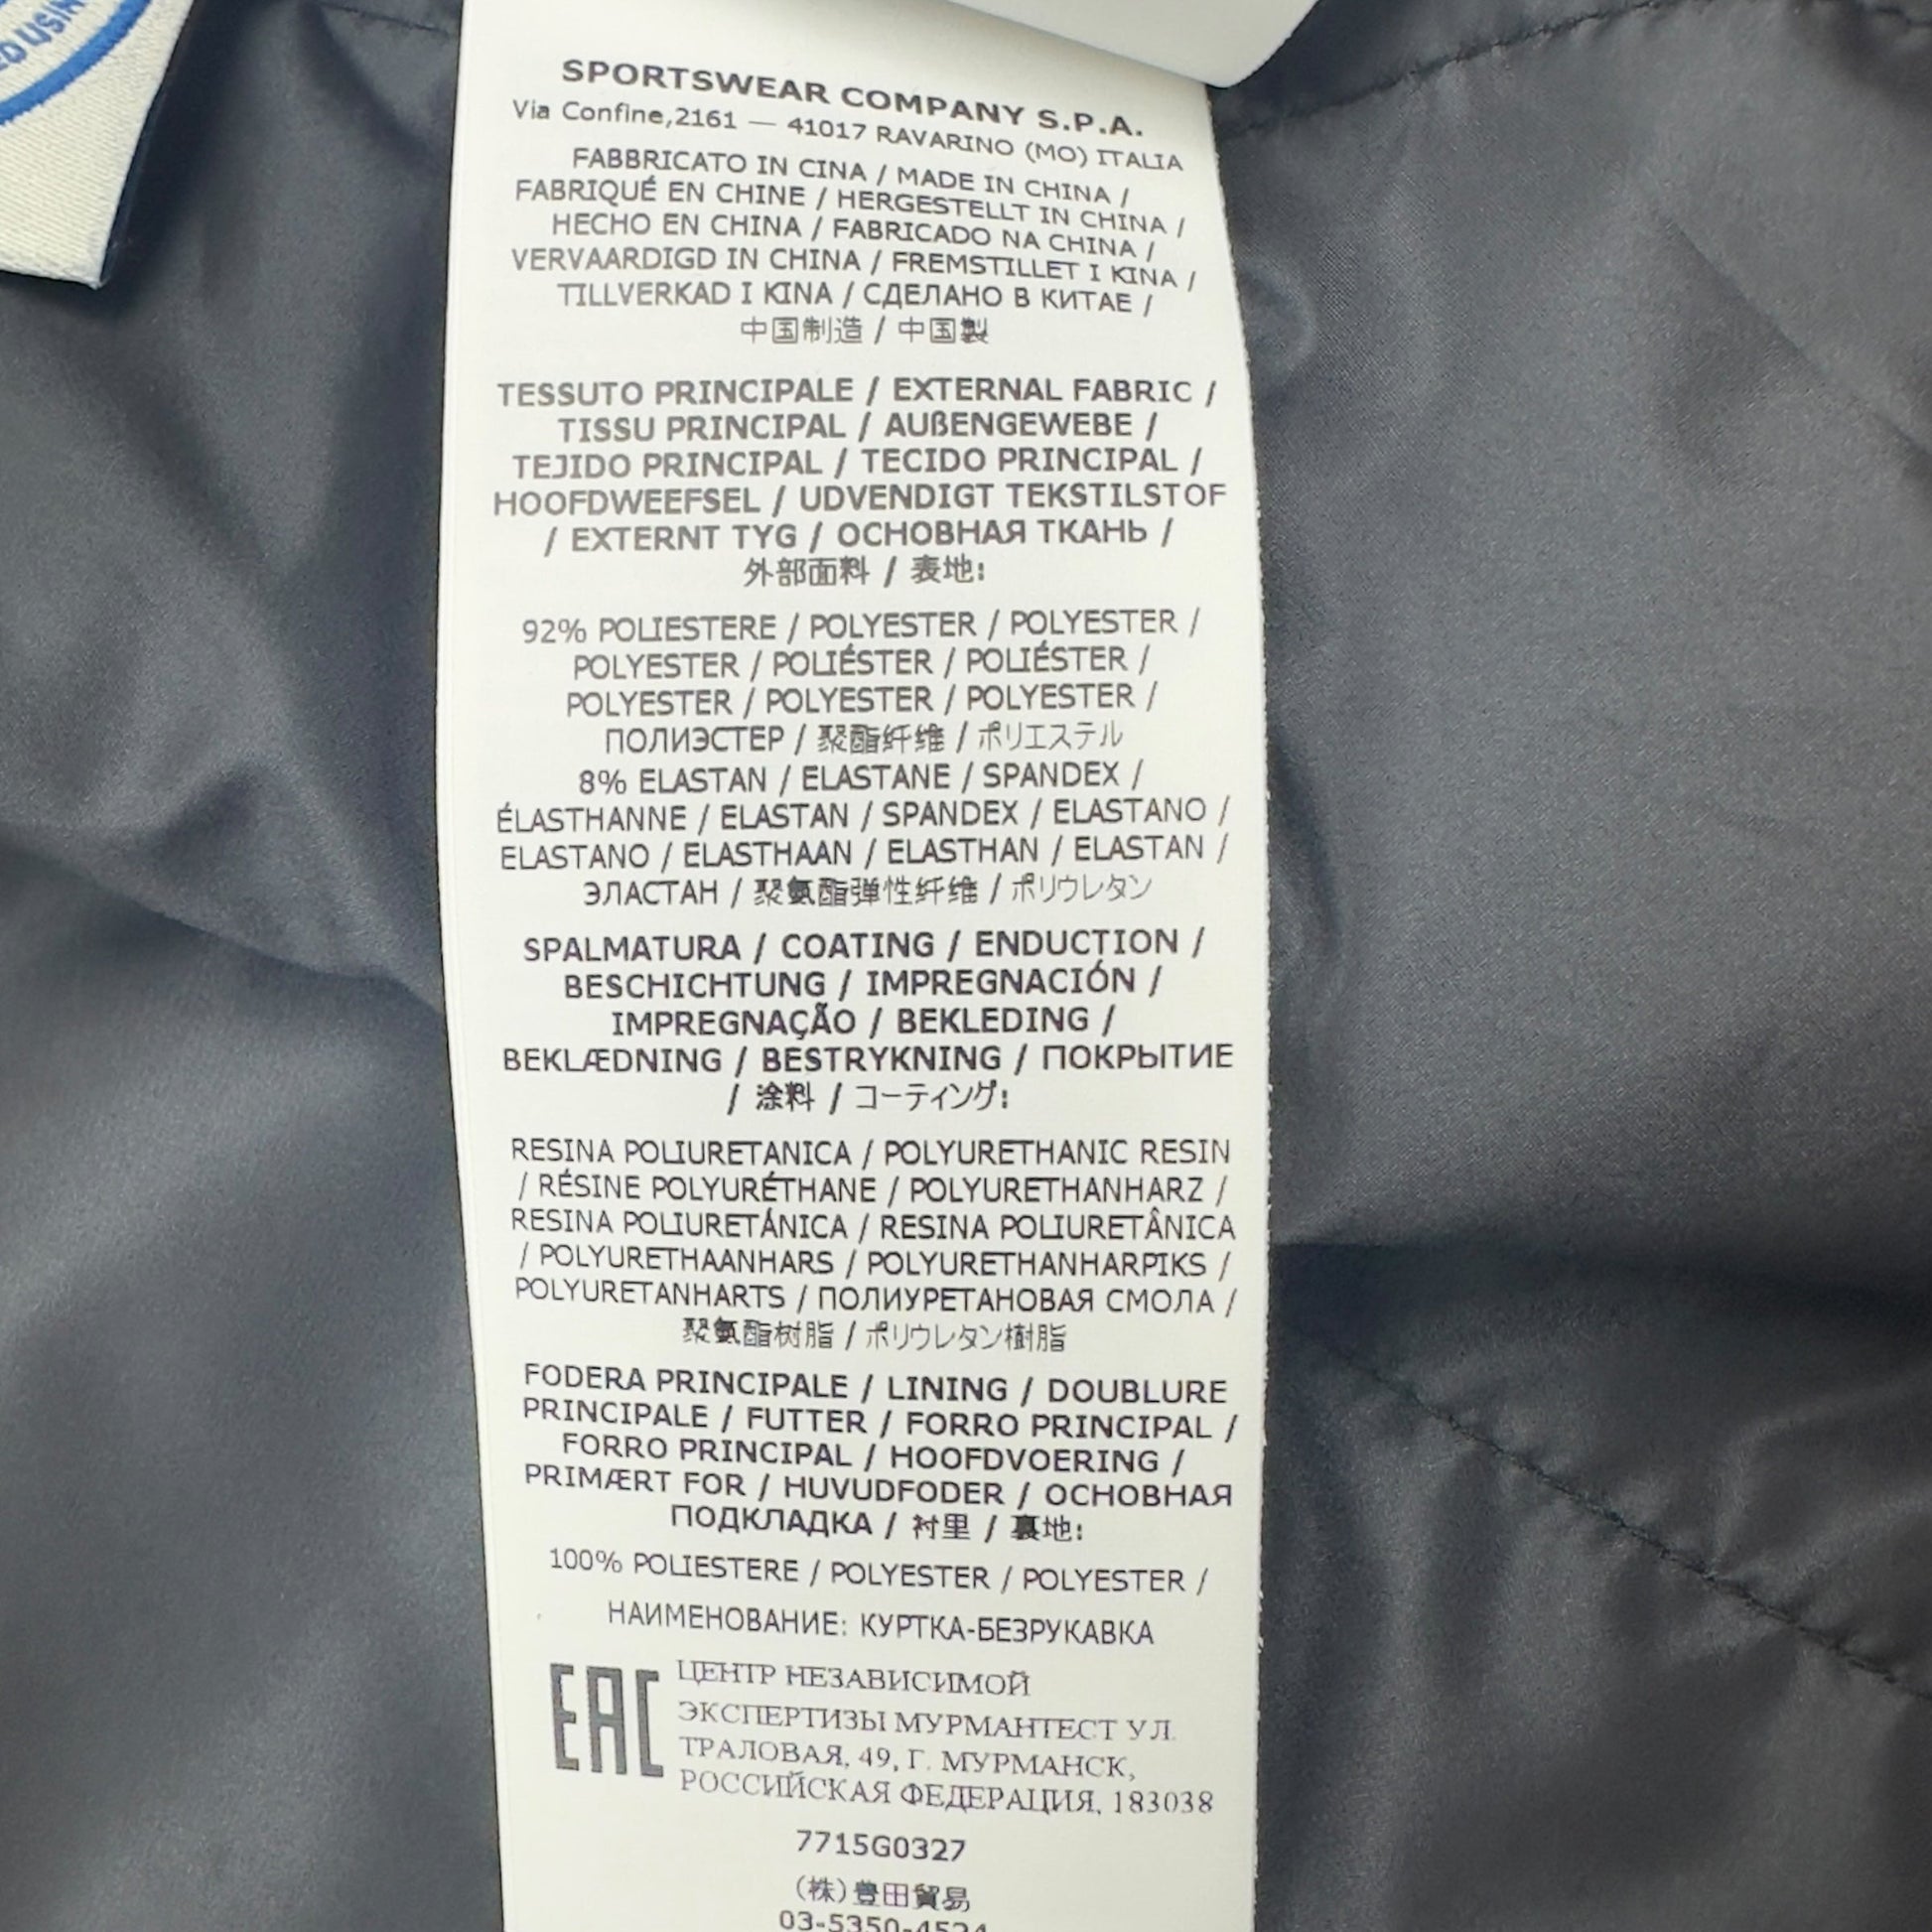 SPORTSWEAR COMPANY S.P.A.
Via Confine,2161 — 41017 RAVARINO (MO) ITALIA
FABBRICATO IN CINA / MADE IN CHINA /
FABRIQUÉ EN CHINE / HERGESTELLT IN CHINA /
HECHO EN CHINA / FABRICADO NA CHINA /
VERVAARDIGD IN CHINA / FREMSTILLET I KINA /
TILLVERKAD I KINA / СДЕЛАНО В КИТАЕ /
中国制造 / 中国製
TESSUTO PRINCIPALE / EXTERNAL FABRIC /
TISSU PRINCIPAL / AUßENGEWEBE /
TEJIDO PRINCIPAL / TECIDO PRINCIPAL /
HOOFDWEEFSEL / UDVENDIGT TEKSTILSTOF
/ EXTERNT TYG / ОСНОВНАЯ ТКАНЬ /
外部面料 / 表地:
92% POLIESTERE / POLYESTER / POLYESTER /
POLYESTER / POLIÉSTER / POLIÉSTER /
POLYESTER / POLYESTER / POLYESTER /
ПОЛИЭСТЕР / 聚酯纤维 / ポリエステル
8% ELASTAN / ELASTANE / SPANDEX /
ÉLASTHANNE / ELASTAN / SPANDEX / ELASTANO /
ELASTANO / ELASTHAAN / ELASTHAN / ELASTAN /
ЭЛАСТАН / 聚氨酯弹性纤维 / ポリウレタン
SPALMATURA / COATING / ENDUCTION /
BESCHICHTUNG / IMPREGNACIÓN /
IMPREGNAÇÃO / BEKLEDING /
BEKLÆDNING / BESTRYKNING / ПОКРЫТИЕ
/ 涂料 / コーティング:
RESINA POLIURETANICA / POLYURETHANIC RESIN
/ RÉSINE POLYURÉTHANE / POLYURETHANHARZ /
RESINA POLIURETÁNICA / RESINA POLIURETÂNICA
/ POLYURETHAANHARS / POLYURETHANHARPIKS /
POLYURETANHARTS / ПОЛИУРЕТАНОВАЯ СМОЛА /
聚氨酯树脂 / ポリウレタン樹脂
FODERA PRINCIPALE / LINING / DOUBLURE
PRINCIPALE / FUTTER / FORRO PRINCIPAL /
FORRO PRINCIPAL / HOOFDVOERING /
PRIMÆRT FOR / HUVUDFODER / ОСНОВНАЯ
ПОДКЛАДКА / 衬里 / 裏地:
100% POLIESTERE / POLYESTER / POLYESTER /
НАИМЕНОВАНИЕ: КУРТКА-БЕЗРУКАВКА
EAC
ЦЕНТР НЕЗАВИСИМОЙ
ЭКСПЕРТИЗЫ МУРМАНТЕСТ УЛ.
ТРАЛОВАЯ, 49, Г. МУРМАНСК,
РОССИЙСКАЯ ФЕДЕРАЦИЯ, 183038
7715G0327
(株)豊田貿易
03-5350-4524